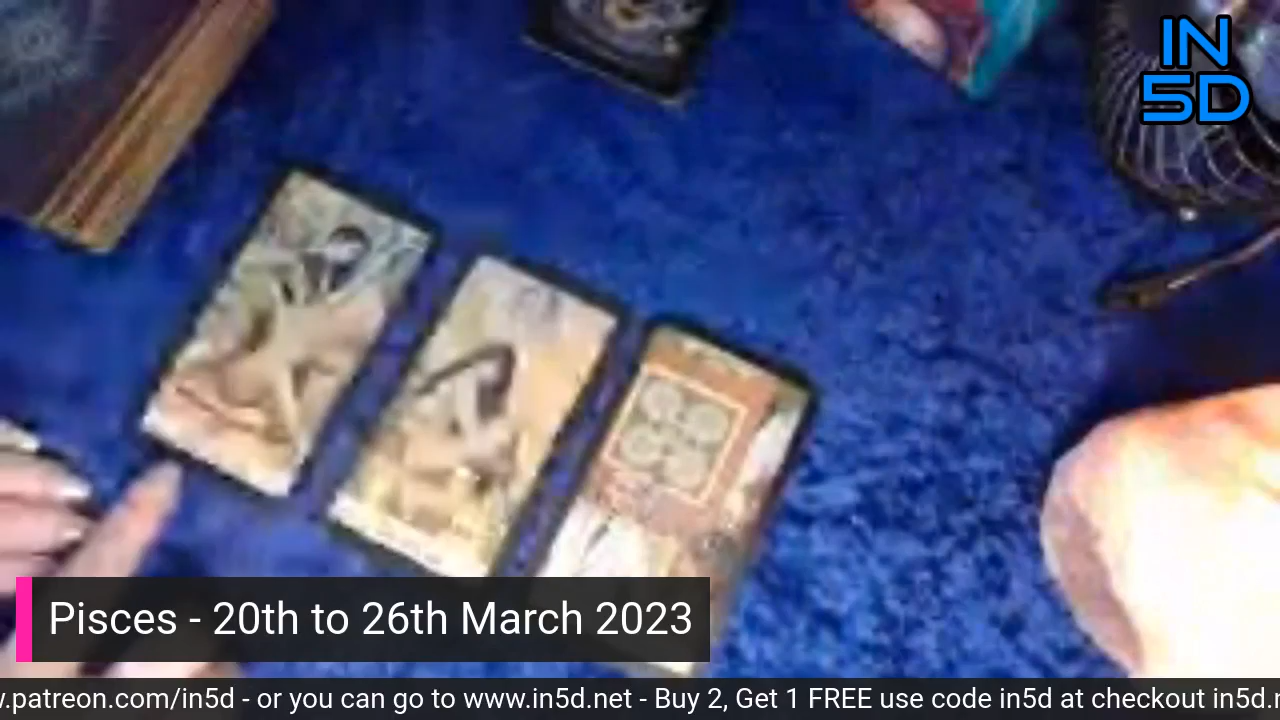 IN
5D
Pisces - 20th to 26th March 2023
w.patreon.com/in5d - or you can go to www.in5d.net - Buy 2, Get 1 FREE use code in5d at checkout in5d.n